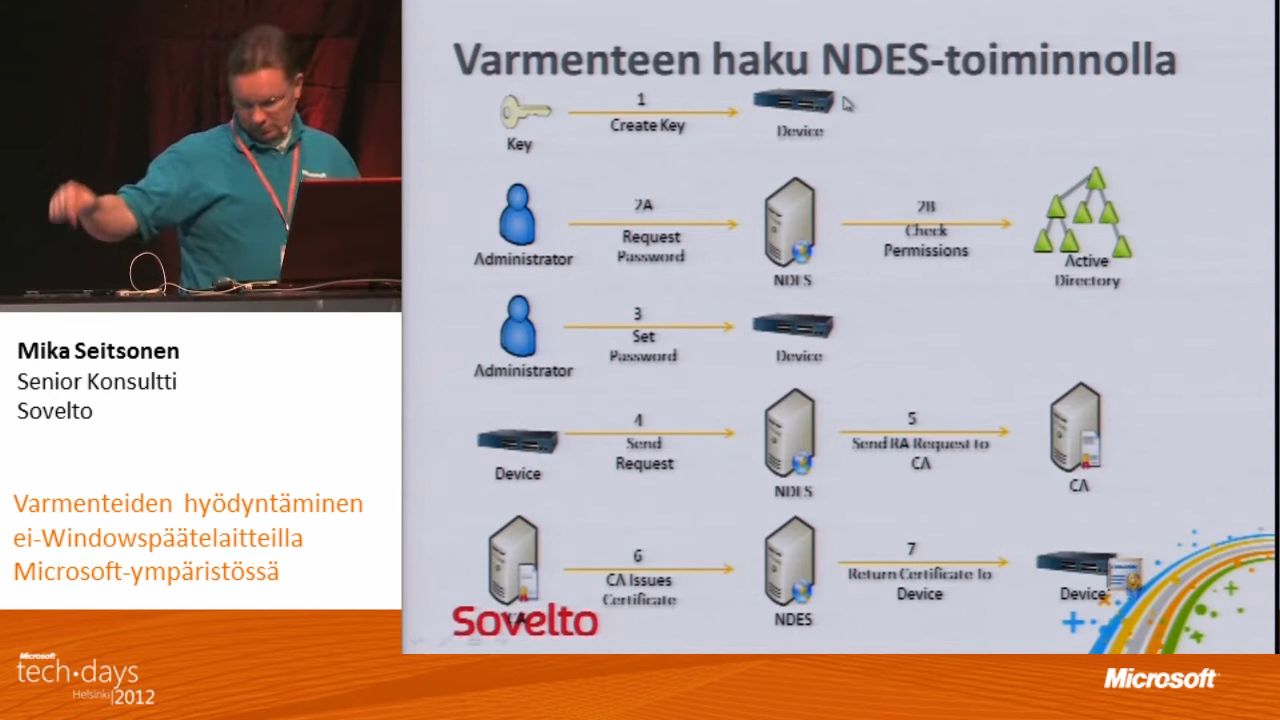 Varmenteen haku NDES-toiminnolla
1
Create Key
Key
Device
2A
Request
Password
Administrator
NDES
2B
Check
Permissions
Active
Directory
3
Set
Password
Administrator
Device
4
Send
Request
Device
NDES
5
Send RA Request to
CA
CA
6
CA Issues
Certificate
CA
NDES
7
Return Certificate To
Device
Device
Sovelto
Mika Seitsonen
Senior Konsultti
Sovelto
Varmenteiden hyödyntäminen
ei-Windowspäätelaitteilla
Microsoft-ympäristössä
Microsoft
tech·days
Helsinki|2012
Microsoft